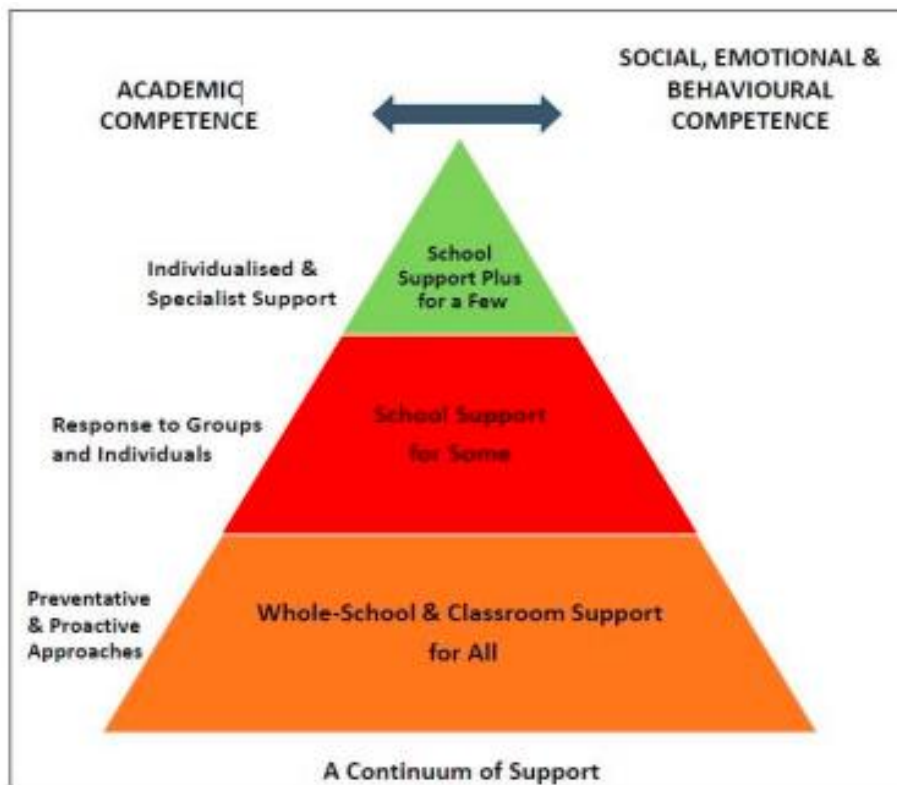 ACADEMIC
COMPETENCE
SOCIAL, EMOTIONAL &
BEHAVIOURAL
COMPETENCE
Individualised &
Specialist Support
School
Support Plus
for a Few
Response to Groups
and Individuals
School Support
for Some
Preventative
& Proactive
Approaches
Whole-School & Classroom Support
for All
A Continuum of Support